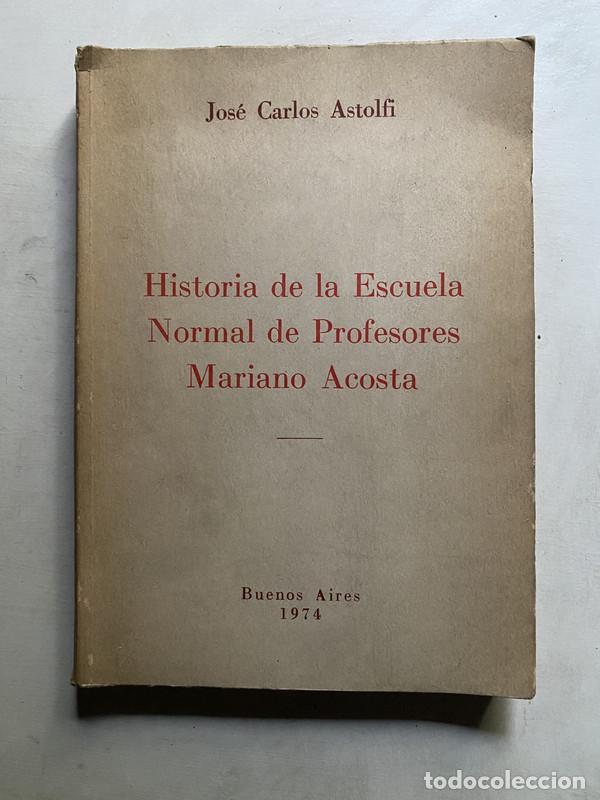 José Carlos Astolfi
Historia de la Escuela
Normal de Profesores
Mariano Acosta
Buenos Aires
1974
todocoleccion